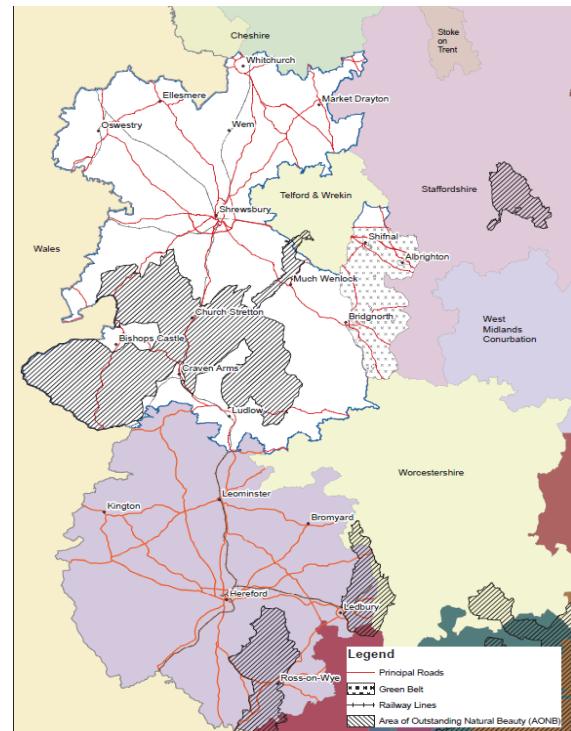 Cheshire
Stoke
on
Trent
Whitchurch
Ellesmere
Market Drayton
Oswestry
Wem
Telford & Wrekin
Staffordshire
Shrewsbury
Wales
Shifnal
Albrighton
Much Wenlock
Church Stretton
Bridgnorth
West
Midlands
Conurbation
Bishops Castle
Craven Arms
Ludlow
Worcestershire
Leominster
Kington
Bromyard
Hereford
Ledbury
Ross-on-Wye
Legend
Principal Roads
Green Belt
Railway Lines
Area of Outstanding Natural Beauty (AONB)